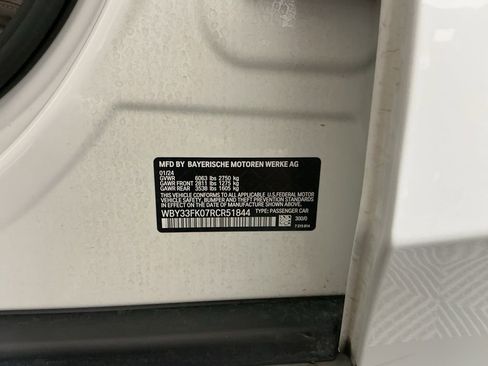 MFD BY BAYERISCHE MOTOREN WERKE AG
01/24
GVWR 6063 lbs 2750 kg
GAWR FRONT 2811 lbs 1275 kg
GAWR REAR 3538 lbs 1605 kg
THIS VEHICLE CONFORMS TO ALL APPLICABLE U.S. FEDERAL MOTOR
VEHICLE SAFETY, BUMPER, AND THEFT PREVENTION STANDARDS
IN EFFECT ON THE DATE OF MANUFACTURE SHOWN ABOVE.
WBY33FK07RCR51844 TYPE: PASSENGER CAR
300/0